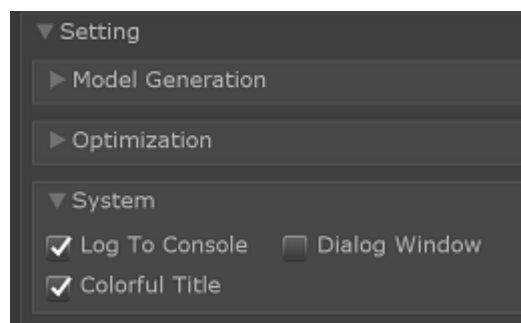 Setting
Model Generation
Optimization
System
Log To Console Dialog Window
Colorful Title